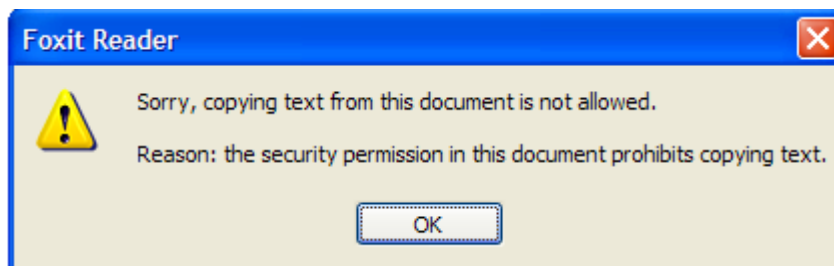 Foxit Reader
Sorry, copying text from this document is not allowed.
Reason: the security permission in this document prohibits copying text.
OK